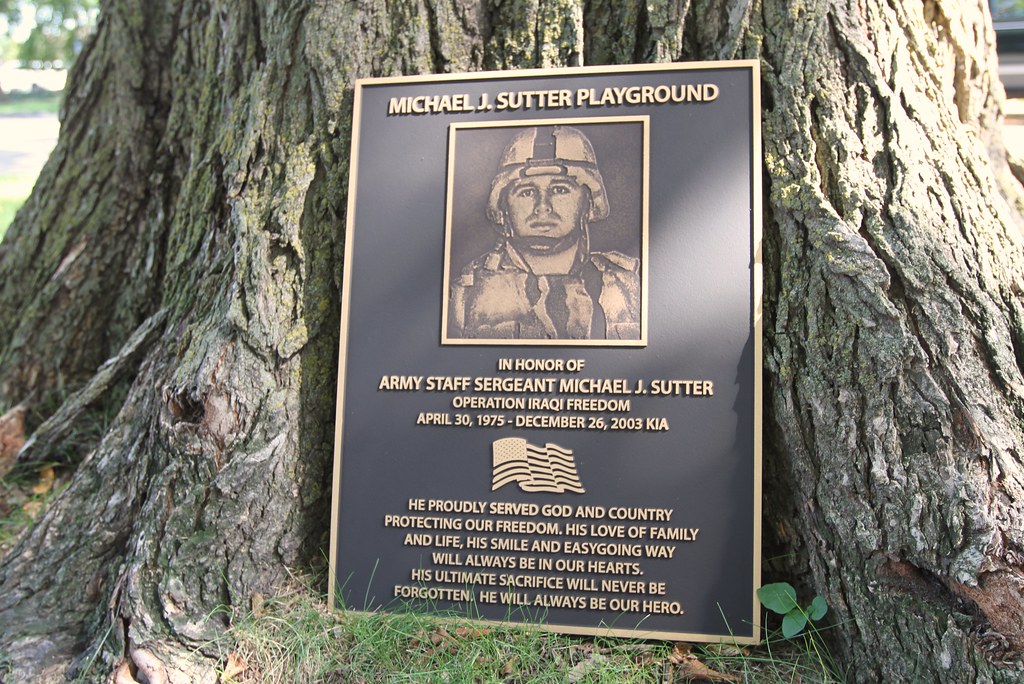 MICHAEL J. SUTTER PLAYGROUND
IN HONOR OF
ARMY STAFF SERGEANT MICHAEL J. SUTTER
OPERATION IRAQI FREEDOM
APRIL 30, 1975 - DECEMBER 26, 2003 KIA
HE PROUDLY SERVED GOD AND COUNTRY
PROTECTING OUR FREEDOM. HIS LOVE OF FAMILY
AND LIFE, HIS SMILE AND EASYGOING WAY
WILL ALWAYS BE IN OUR HEARTS.
HIS ULTIMATE SACRIFICE WILL NEVER BE
FORGOTTEN. HE WILL ALWAYS BE OUR HERO.